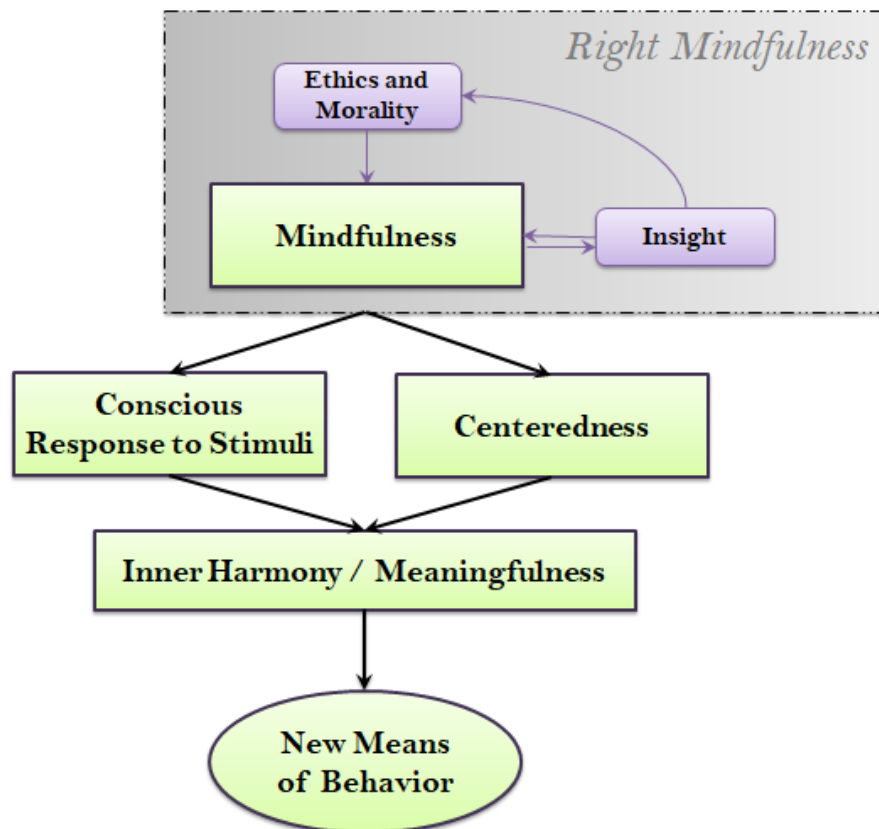 Right Mindfulness
Ethics and
Morality
Mindfulness
Insight
Conscious
Response to Stimuli
Centeredness
Inner Harmony / Meaningfulness
New Means
of Behavior